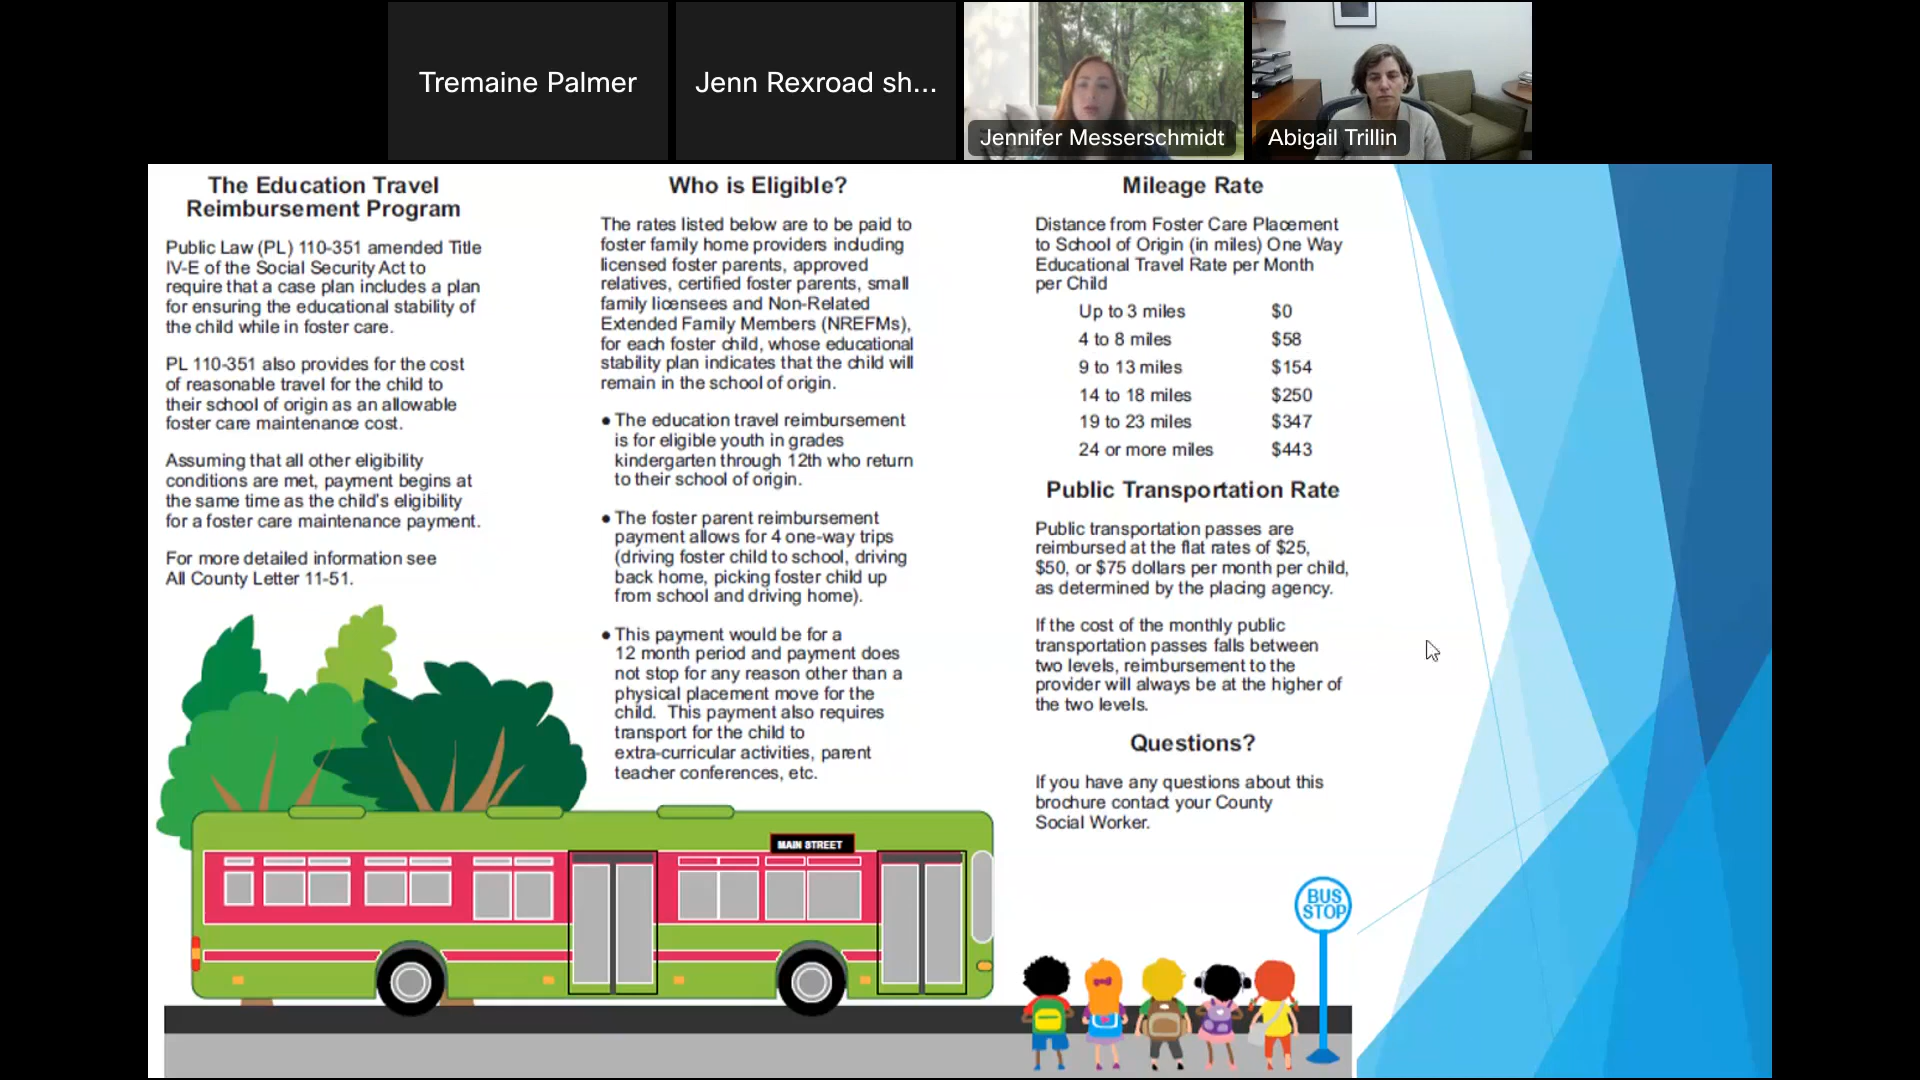 Tremaine Palmer
Jenn Rexroad sh...
Jennifer Messerschmidt
Abigail Trillin
The Education Travel
Reimbursement Program
Public Law (PL) 110-351 amended Title
IV-E of the Social Security Act to
require that a case plan includes a plan
for ensuring the educational stability of
the child while in foster care.
PL 110-351 also provides for the cost
of reasonable travel for the child to
their school of origin as an allowable
foster care maintenance cost.
Assuming that all other eligibility
conditions are met, payment begins at
the same time as the child's eligibility
for a foster care maintenance payment.
For more detailed information see
All County Letter 11-51.
Who is Eligible?
The rates listed below are to be paid to
foster family home providers including
licensed foster parents, approved
relatives, certified foster parents, small
family licensees and Non-Related
Extended Family Members (NREFMs),
for each foster child, whose educational
stability plan indicates that the child will
remain in the school of origin.
● The education travel reimbursement
is for eligible youth in grades
kindergarten through 12th who return
to their school of origin.
● The foster parent reimbursement
payment allows for 4 one-way trips
(driving foster child to school, driving
back home, picking foster child up
from school and driving home).
● This payment would be for a
12 month period and payment does
not stop for any reason other than a
physical placement move for the
child. This payment also requires
transport for the child to
extra-curricular activities, parent
teacher conferences, etc.
Mileage Rate
Distance from Foster Care Placement
to School of Origin (in miles) One Way
Educational Travel Rate per Month
per Child
Up to 3 miles $0
4 to 8 miles $58
9 to 13 miles $154
14 to 18 miles $250
19 to 23 miles $347
24 or more miles $443
Public Transportation Rate
Public transportation passes are
reimbursed at the flat rates of $25,
$50, or $75 dollars per month per child,
as determined by the placing agency.
If the cost of the monthly public
transportation passes falls between
two levels, reimbursement to the
provider will always be at the higher of
the two levels.
Questions?
If you have any questions about this
brochure contact your County
Social Worker.
MAIN STREET
BUS
STOP